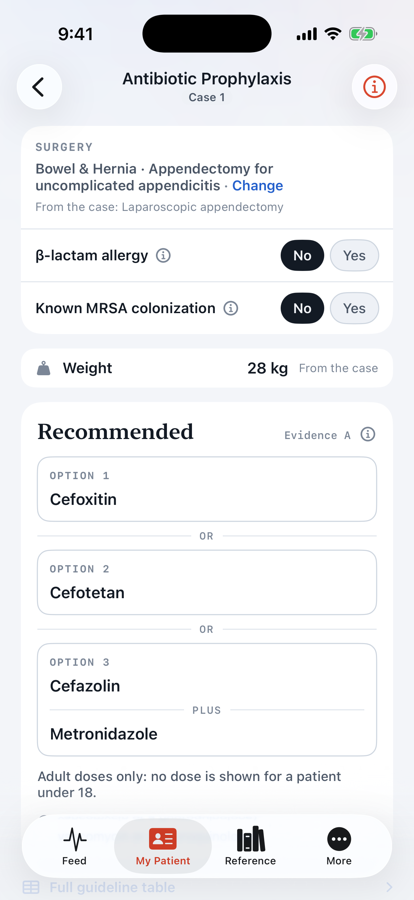 9:41
Antibiotic Prophylaxis
Case 1
SURGERY
Bowel & Hernia · Appendectomy for
uncomplicated appendicitis · Change
From the case: Laparoscopic appendectomy
β-lactam allergy
No
Yes
Known MRSA colonization
No
Yes
Weight
28 kg
From the case
Recommended
Evidence A
OPTION 1
Cefoxitin
OR
OPTION 2
Cefotetan
OR
OPTION 3
Cefazolin
PLUS
Metronidazole
Adult doses only: no dose is shown for a patient
under 18.
Feed
My Patient
Reference
More
Full guideline table